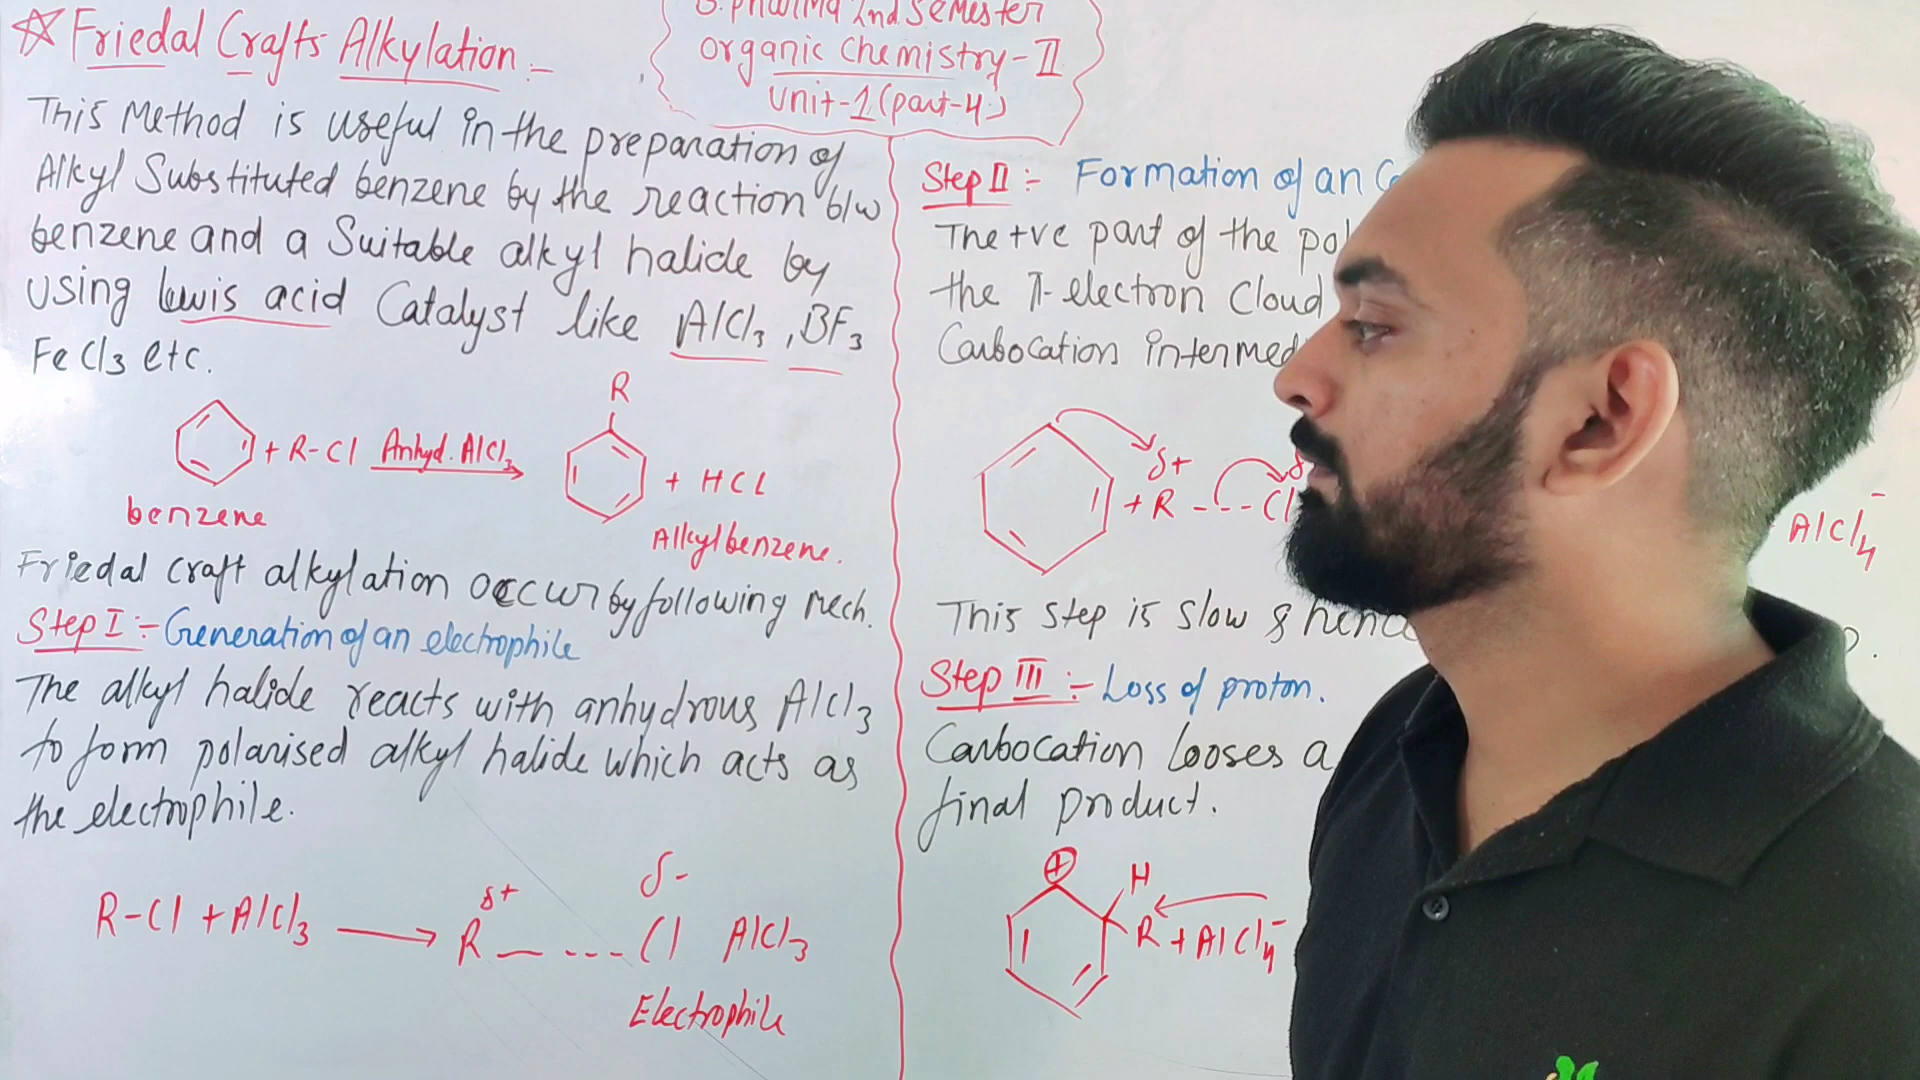 ☆ Friedal Crafts Alkylation :-
B. Pharma 2nd Semester
Organic Chemistry-II
Unit-1 (part-4)
This Method is useful in the preparation of
Alkyl Substituted benzene by the reaction b/w
benzene and a Suitable alkyl halide by
using lewis acid Catalyst like AlCl3, BF3
FeCl3 etc.
R
+ R-Cl Anhyd. AlCl3 + HCl
benzene
Alkylbenzene.
Friedal craft alkylation occur by following Mech.
Step I :- Generation of an electrophile
The alkyl halide reacts with anhydrous AlCl3
to form polarised alkyl halide which acts as
the electrophile.
δ+ δ-
R-Cl + AlCl3 R --- Cl AlCl3
Electrophile
Step II :- Formation of an
The +ve part of the
the π-electron Cloud
Carbocation
δ+ δ
+ R --- Cl
AlCl4-
This Step is Slow &
Step III :- Loss of proton.
Carbocation Looses a
final Product.
+ H
R + AlCl4-